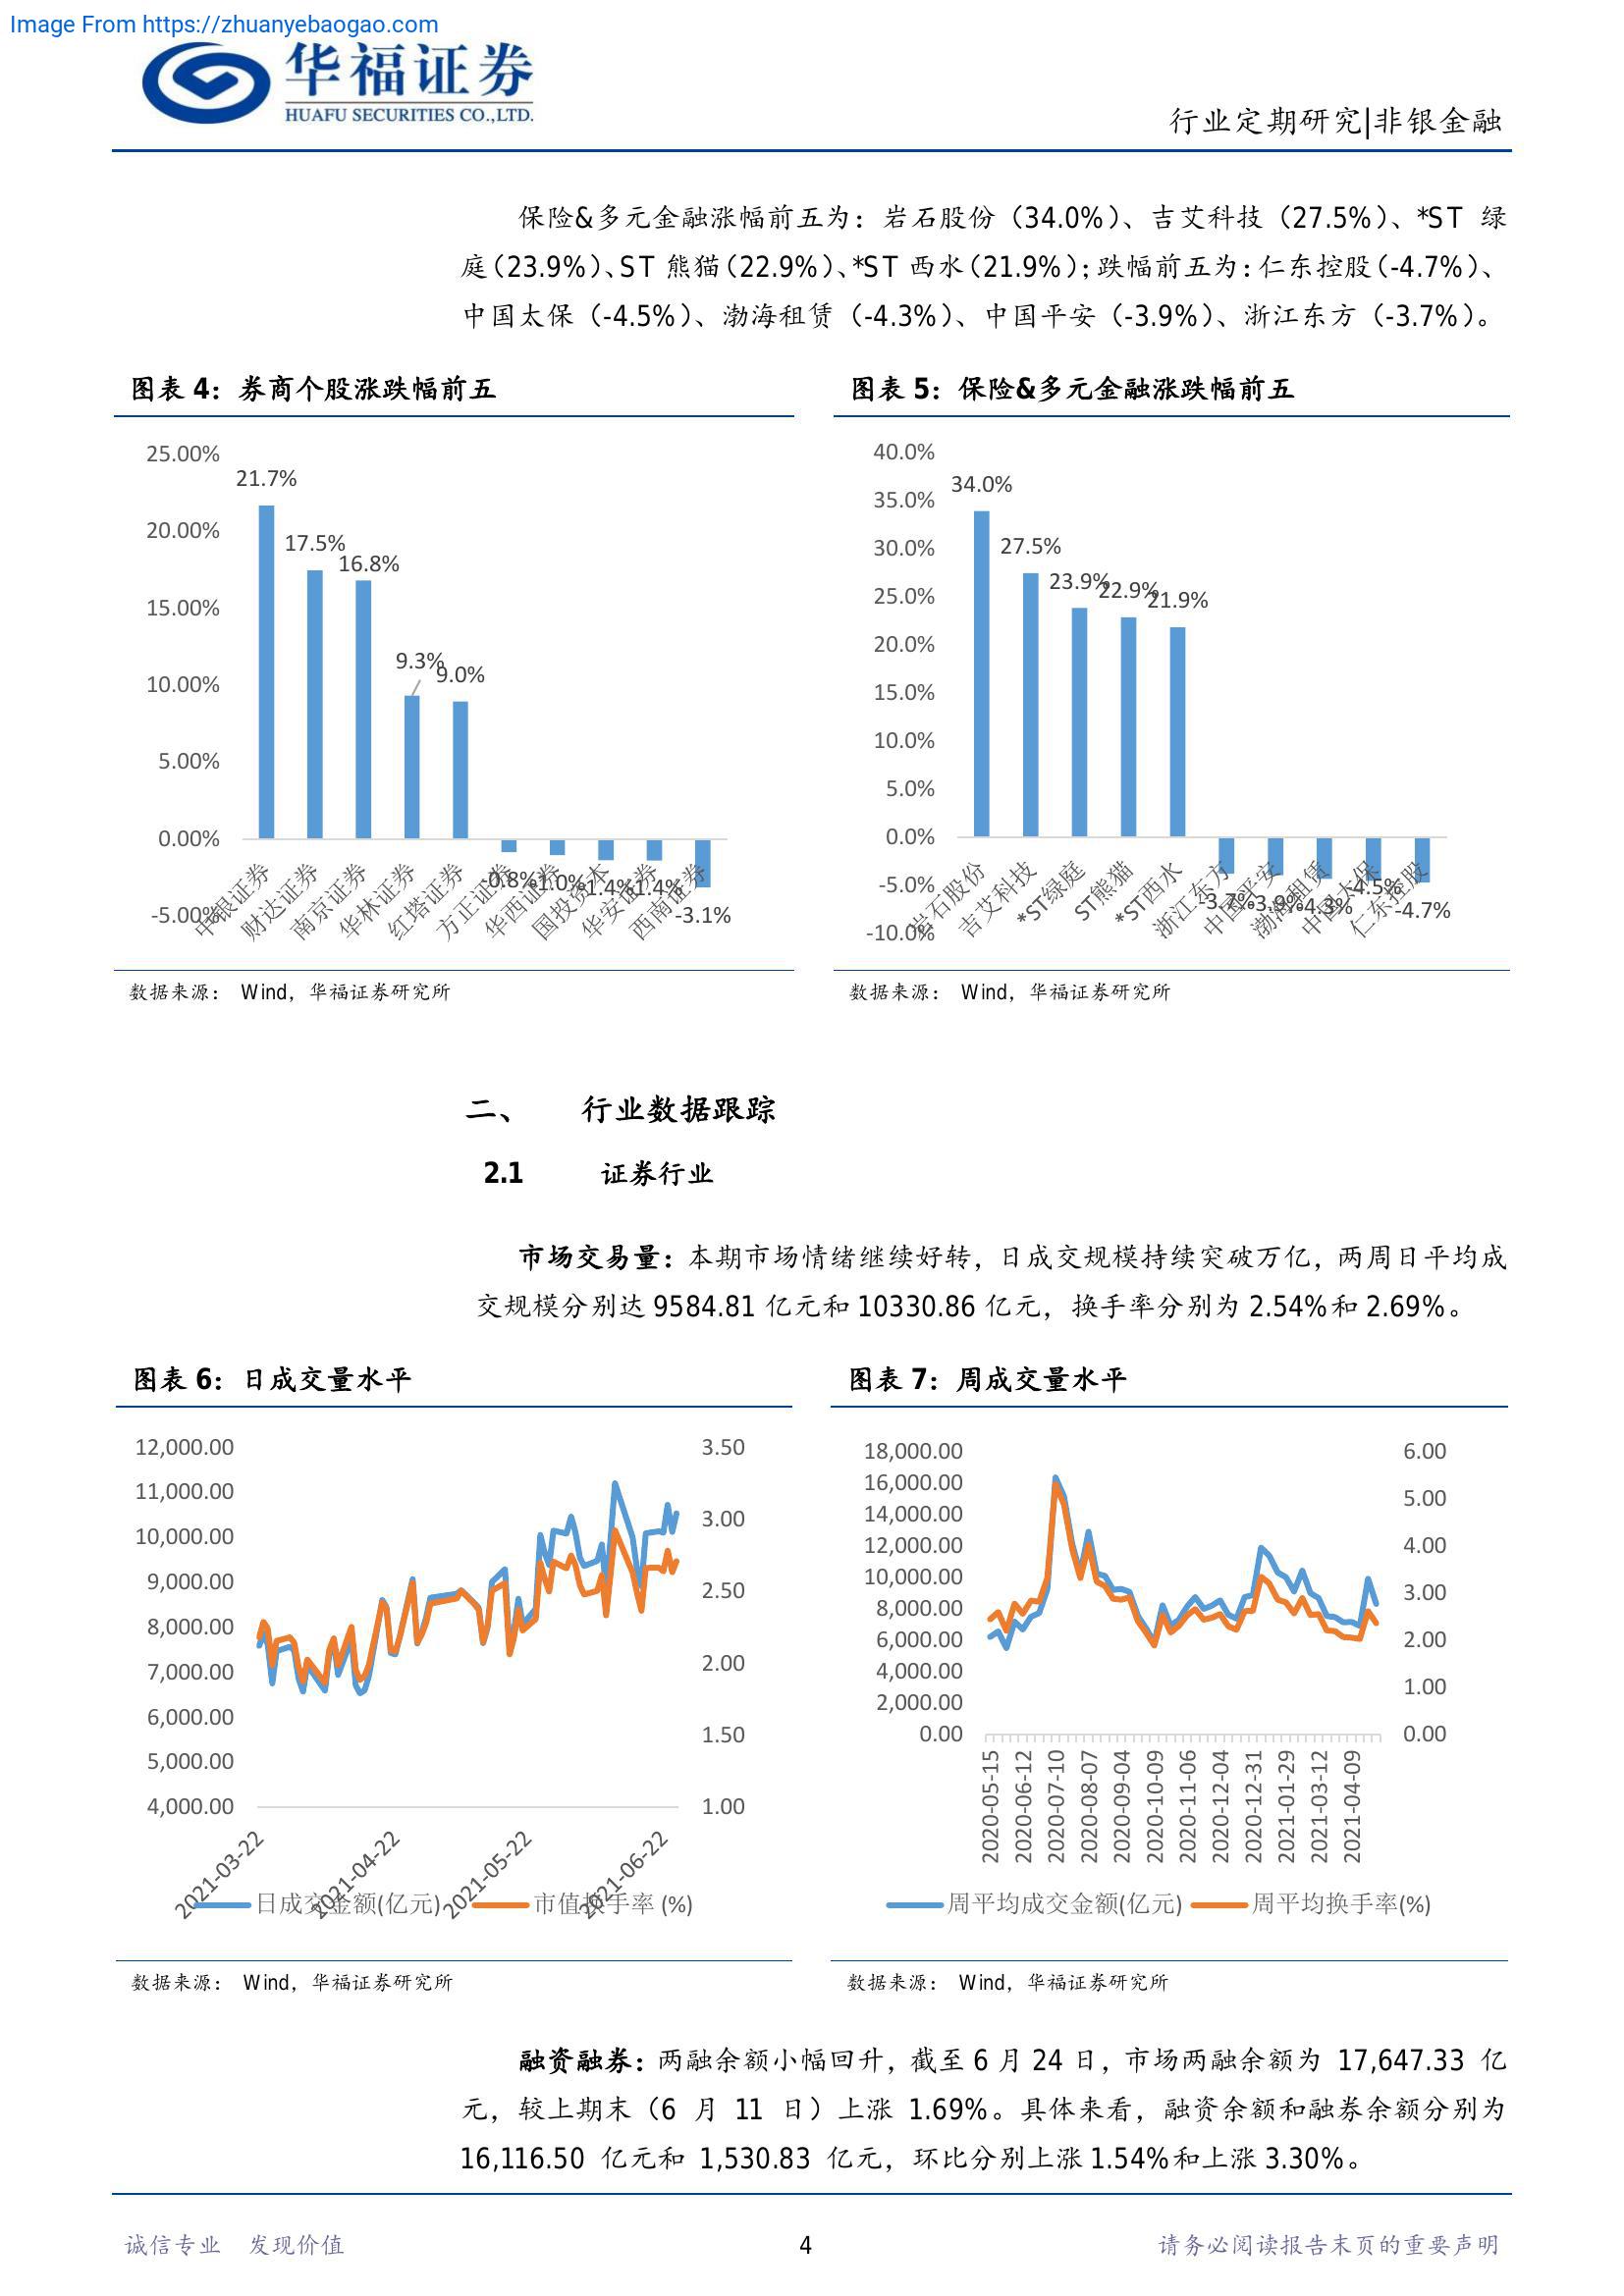 Image From https://zhuanyebaogao.com
华福证券
HUAFU SECURITIES CO.,LTD.
行业定期研究|非银金融
保险&多元金融涨幅前五为：岩石股份（34.0%）、吉艾科技（27.5%）、*ST 绿
庭（23.9%）、ST 熊猫（22.9%）、*ST 西水（21.9%）；跌幅前五为：仁东控股（-4.7%）、
中国太保（-4.5%）、渤海租赁（-4.3%）、中国平安（-3.9%）、浙江东方（-3.7%）。
图表 4：券商个股涨跌幅前五
25.00%
20.00%
15.00%
10.00%
5.00%
0.00%
-5.00%
21.7%
17.5%
16.8%
9.3%
9.0%
-0.8%
-1.0%
-1.4%
-1.4%
-3.1%
中银证券
财达证券
南京证券
华林证券
红塔证券
方正证券
华西证券
国投资本
华安证券
西南证券
数据来源： Wind，华福证券研究所
图表 5：保险&多元金融涨跌幅前五
40.0%
35.0%
30.0%
25.0%
20.0%
15.0%
10.0%
5.0%
0.0%
-5.0%
-10.0%
34.0%
27.5%
23.9%
22.9%
21.9%
-3.7%
-3.9%
-4.3%
-4.5%
-4.7%
岩石股份
吉艾科技
*ST绿庭
ST熊猫
*ST西水
浙江东方
中国平安
渤海租赁
中国太保
仁东控股
数据来源： Wind，华福证券研究所
二、 行业数据跟踪
2.1 证券行业
市场交易量：本期市场情绪继续好转，日成交规模持续突破万亿，两周日平均成
交规模分别达 9584.81 亿元和 10330.86 亿元，换手率分别为 2.54%和 2.69%。
图表 6：日成交量水平
12,000.00
11,000.00
10,000.00
9,000.00
8,000.00
7,000.00
6,000.00
5,000.00
4,000.00
3.50
3.00
2.50
2.00
1.50
1.00
2021-03-22
2021-04-22
2021-05-22
2021-06-22
日成交金额(亿元)
市值换手率 (%)
数据来源： Wind，华福证券研究所
图表 7：周成交量水平
18,000.00
16,000.00
14,000.00
12,000.00
10,000.00
8,000.00
6,000.00
4,000.00
2,000.00
0.00
6.00
5.00
4.00
3.00
2.00
1.00
0.00
2020-05-15
2020-06-12
2020-07-10
2020-08-07
2020-09-04
2020-10-09
2020-11-06
2020-12-04
2020-12-31
2021-01-29
2021-03-12
2021-04-09
周平均成交金额(亿元)
周平均换手率(%)
数据来源： Wind，华福证券研究所
融资融券：两融余额小幅回升，截至 6 月 24 日，市场两融余额为 17,647.33 亿
元，较上期末（6 月 11 日）上涨 1.69%。具体来看，融资余额和融券余额分别为
16,116.50 亿元和 1,530.83 亿元，环比分别上涨 1.54%和上涨 3.30%。
诚信专业 发现价值
4
请务必阅读报告末页的重要声明